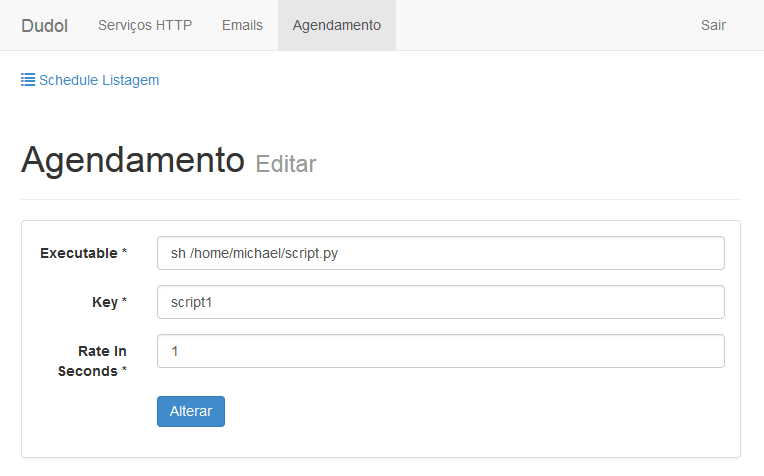 Dudol Serviços HTTP Emails Agendamento Sair
Schedule Listagem
Agendamento Editar
Executable * sh /home/michael/script.py
Key * script1
Rate In 1
Seconds *
Alterar